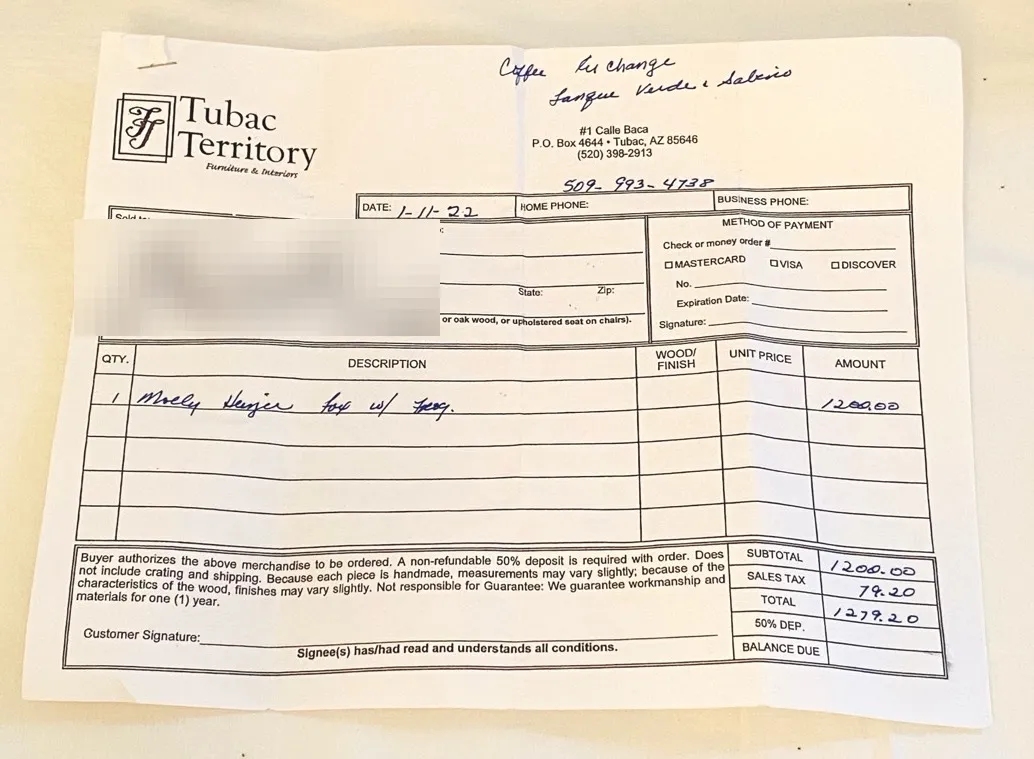 Coffee Exchange
Tanque Verde & Sabino
Tubac
Territory
Furniture & Interiors
#1 Calle Baca
P.O. Box 4644 • Tubac, AZ 85646
(520) 398-2913
509-993-4738
DATE: 1-11-22 HOME PHONE: BUSINESS PHONE:
METHOD OF PAYMENT
Check or money order #
MASTERCARD VISA DISCOVER
No.
State: Zip:
Expiration Date:
or oak wood, or upholstered seat on chairs).
Signature:
QTY. DESCRIPTION WOOD/ FINISH UNIT PRICE AMOUNT
1 Molly fox w/ Frog. 1200.00
Buyer authorizes the above merchandise to be ordered. A non-refundable 50% deposit is required with order. Does
not include crating and shipping. Because each piece is handmade, measurements may vary slightly; because of the
characteristics of the wood, finishes may vary slightly. Not responsible for Guarantee: We guarantee workmanship and
materials for one (1) year.
SUBTOTAL 1200.00
SALES TAX 79.20
TOTAL 1279.20
50% DEP.
BALANCE DUE
Customer Signature:
Signee(s) has/had read and understands all conditions.